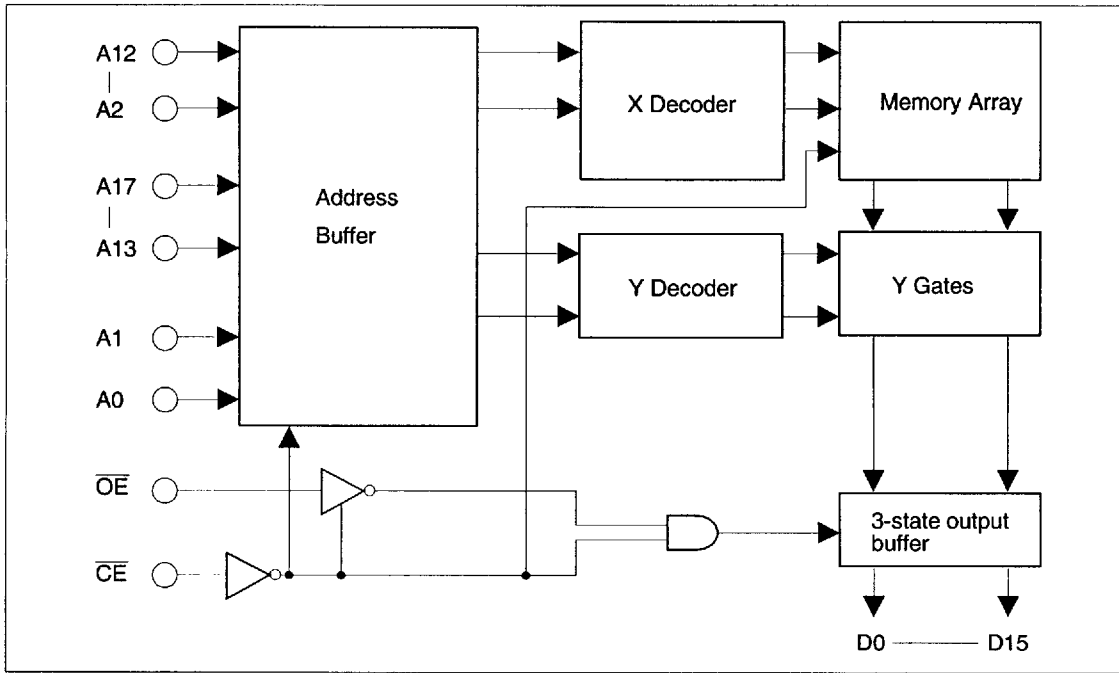 A12
A2
A17
A13
A1
A0
OE
CE
Address
Buffer
X Decoder
Y Decoder
Memory Array
Y Gates
3-state output
buffer
D0
D15